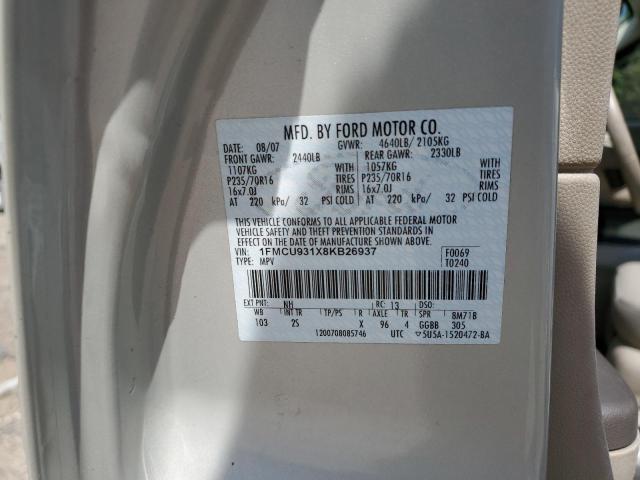 MFD. BY FORD MOTOR CO.
DATE: 08/07 GVWR: 4640LB/ 2105KG
FRONT GAWR: 2440LB REAR GAWR: 2330LB
1107KG WITH 1057KG WITH
P235/70R16 TIRES P235/70R16 TIRES
16x7.0J RIMS 16x7.0J RIMS
AT 220 kPa/ 32 PSI COLD AT 220 kPa/ 32 PSI COLD
THIS VEHICLE CONFORMS TO ALL APPLICABLE FEDERAL MOTOR
VEHICLE SAFETY AND THEFT PREVENTION STANDARDS IN
EFFECT ON THE DATE OF MANUFACTURE SHOWN ABOVE.
VIN: 1FMCU931X8KB26937 F0069
TYPE: MPV T0240
EXT PNT: NH RC: 13 DSO:
WB INT TR TP/PS R AXLE TR SPR 8M71B
103 2S X 96 4 GGBB 305
1200708085746 UTC ▽5U5A-1520472-BA